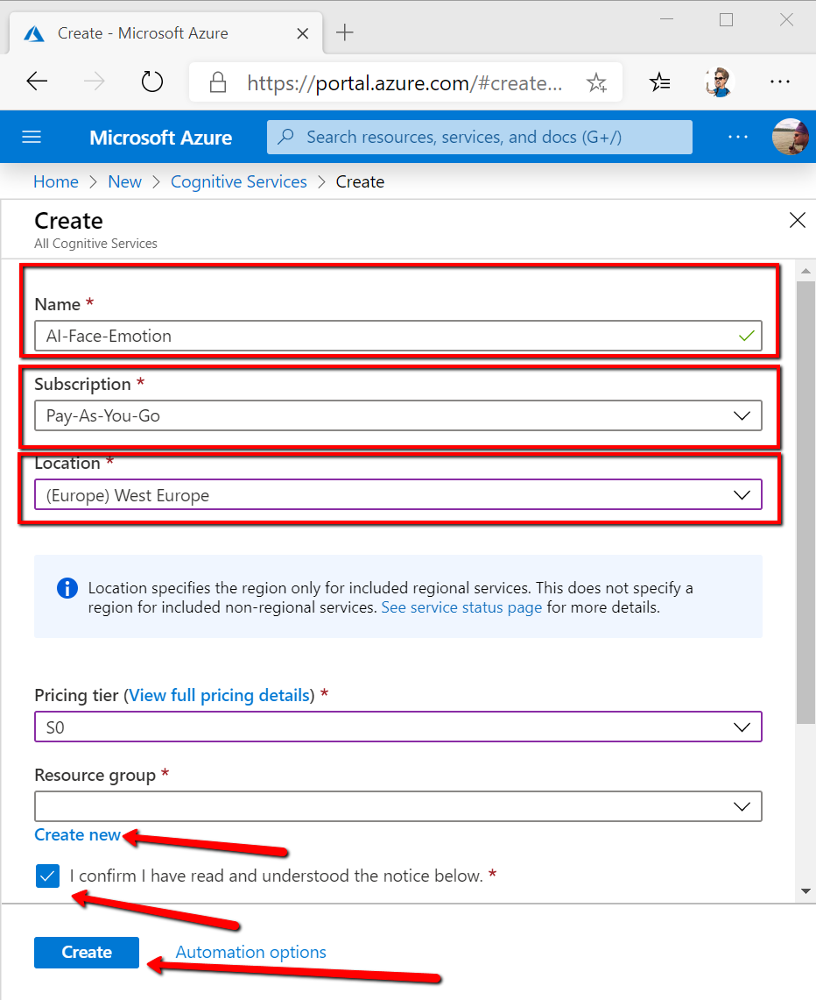 Create - Microsoft Azure
https://portal.azure.com/#create...
Microsoft Azure
Search resources, services, and docs (G+/)
Home > New > Cognitive Services > Create
Create
All Cognitive Services
Name *
AI-Face-Emotion
Subscription *
Pay-As-You-Go
Location *
(Europe) West Europe
Location specifies the region only for included regional services. This does not specify a
region for included non-regional services. See service status page for more details.
Pricing tier (View full pricing details) *
S0
Resource group *
Create new
I confirm I have read and understood the notice below. *
Create
Automation options